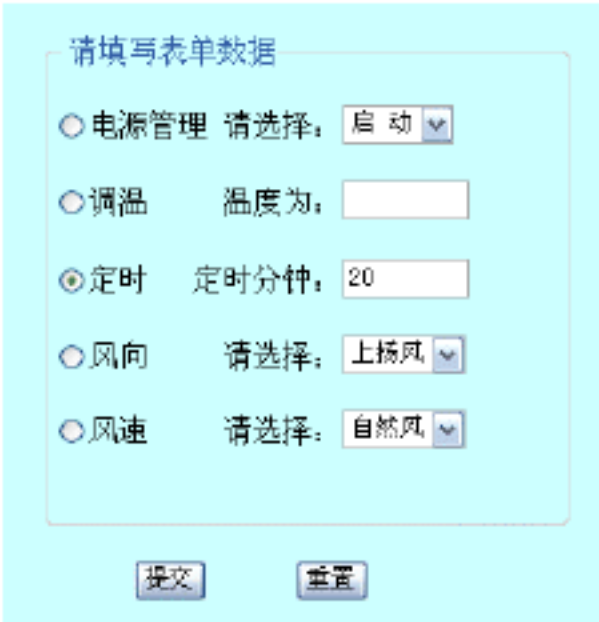 请填写表单数据
电源管理 请选择: 启 动
调温 温度为:
定时 定时分钟: 20
风向 请选择: 上扬风
风速 请选择: 自然风
提交 重置